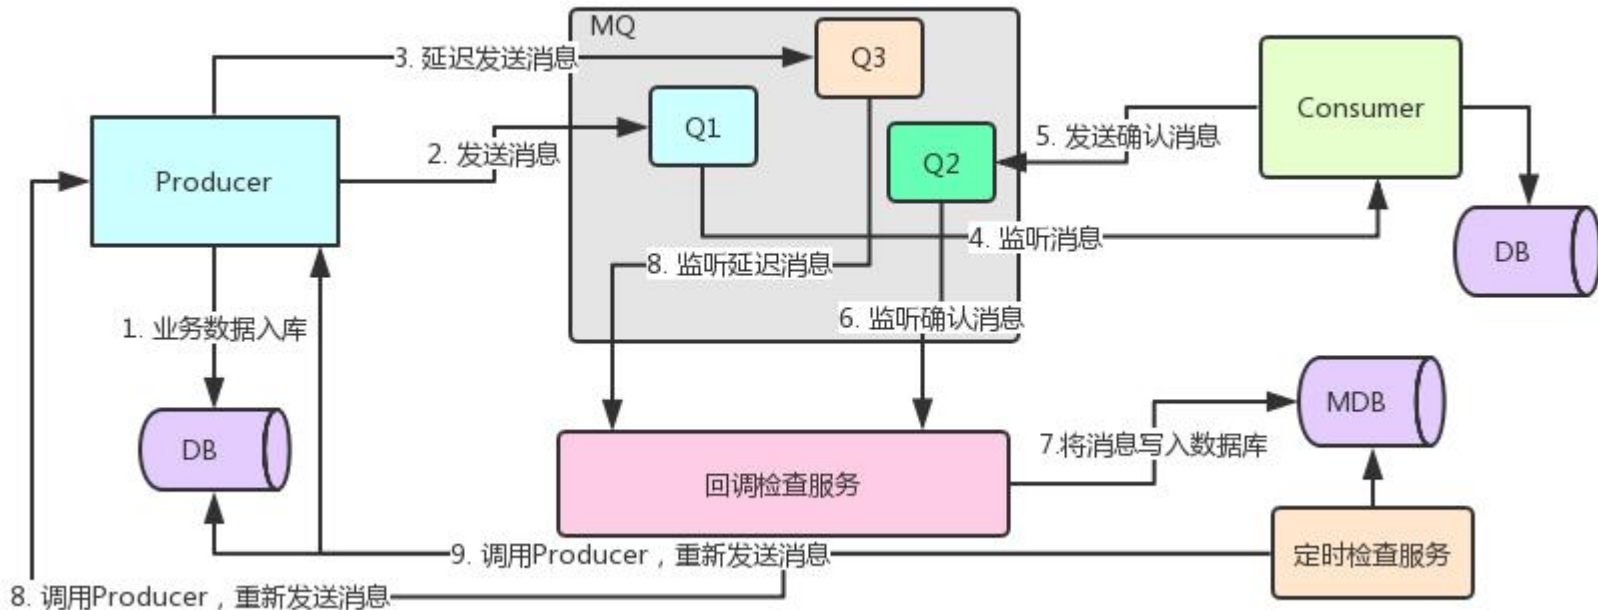 MQ
3. 延迟发送消息
Q3
Q1
Consumer
5. 发送确认消息
2. 发送消息
Q2
Producer
4. 监听消息
8. 监听延迟消息
DB
6. 监听确认消息
1. 业务数据入库
MDB
7.将消息写入数据库
DB
回调检查服务
9. 调用Producer，重新发送消息
定时检查服务
8. 调用Producer，重新发送消息